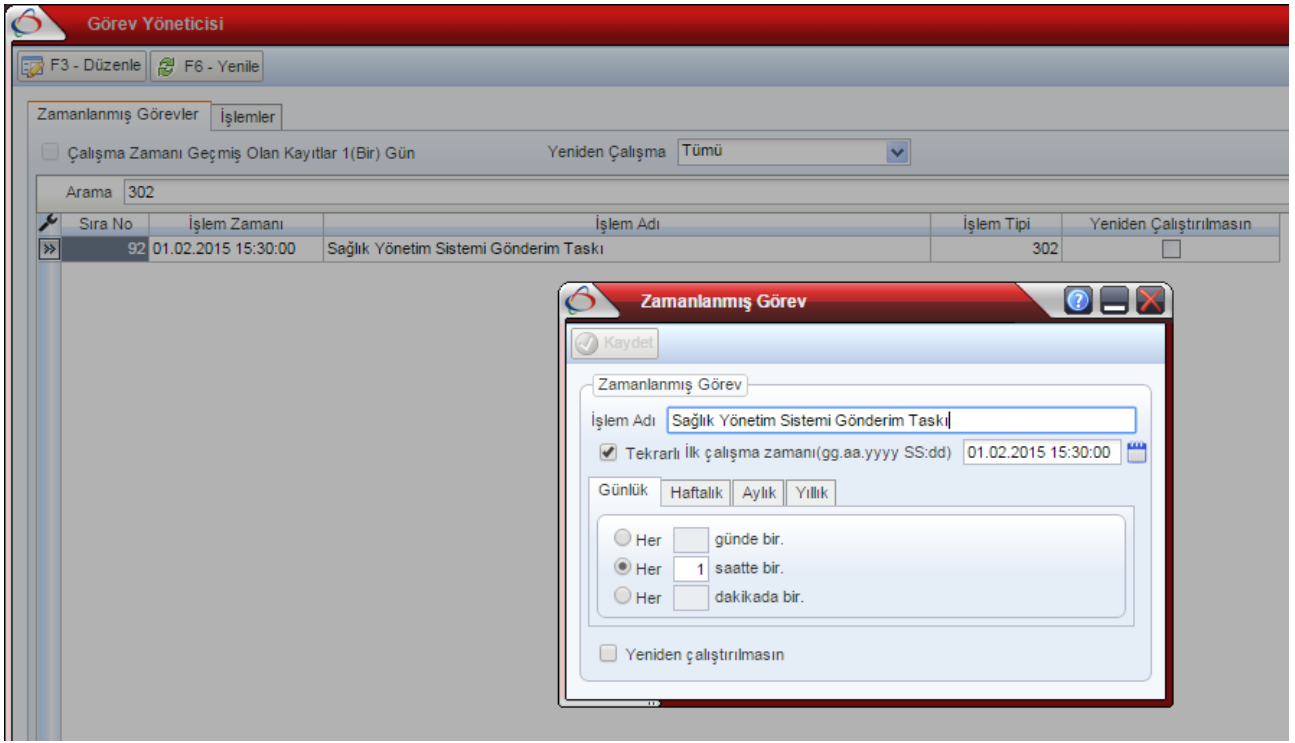 Görev Yöneticisi
F3 - Düzenle F6 - Yenile
Zamanlanmış Görevler İşlemler
Çalışma Zamanı Geçmiş Olan Kayıtlar 1(Bir) Gün Yeniden Çalışma Tümü
Arama 302
Sıra No İşlem Zamanı İşlem Adı İşlem Tipi Yeniden Çalıştırılmasın
92 01.02.2015 15:30:00 Sağlık Yönetim Sistemi Gönderim Taskı 302
Zamanlanmış Görev
Kaydet
Zamanlanmış Görev
İşlem Adı Sağlık Yönetim Sistemi Gönderim Taskı
Tekrarlı İlk çalışma zamanı(gg.aa.yyyy SS:dd) 01.02.2015 15:30:00
Günlük Haftalık Aylık Yıllık
Her günde bir.
Her 1 saatte bir.
Her dakikada bir.
Yeniden çalıştırılmasın